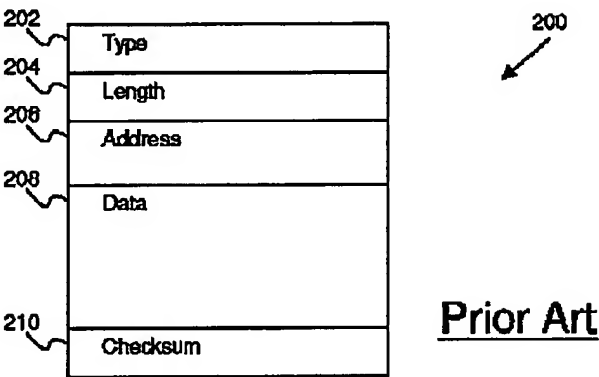 202
Type
200
204
Length
206
Address
208
Data
210
Checksum
Prior Art